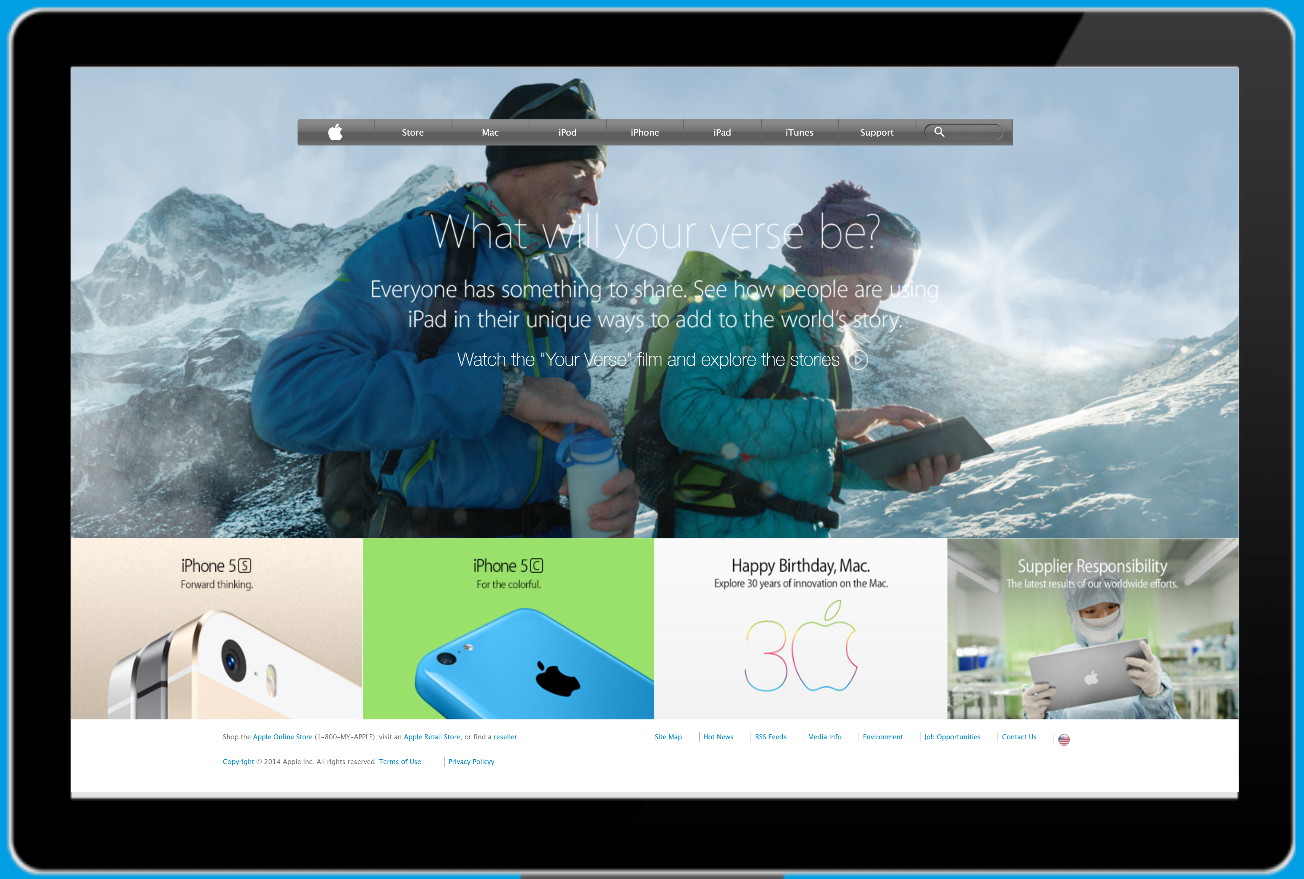 Store Mac iPod iPhone iPad iTunes Support
What will your verse be?
Everyone has something to share. See how people are using
iPad in their unique ways to add to the world's story.
Watch the "Your Verse" film and explore the stories
iPhone 5S
Forward thinking.
iPhone 5C
For the colorful.
Happy Birthday, Mac.
Explore 30 years of innovation on the Mac.
30
Supplier Responsibility
The latest results of our worldwide efforts.
Shop the Apple Online Store (1-800-MY-APPLE), visit an Apple Retail Store, or find a reseller
Site Map Hot News RSS Feeds Media Info Environment Job Opportunities Contact Us
Copyright © 2014 Apple Inc. All rights reserved. Terms of Use Privacy Policyy